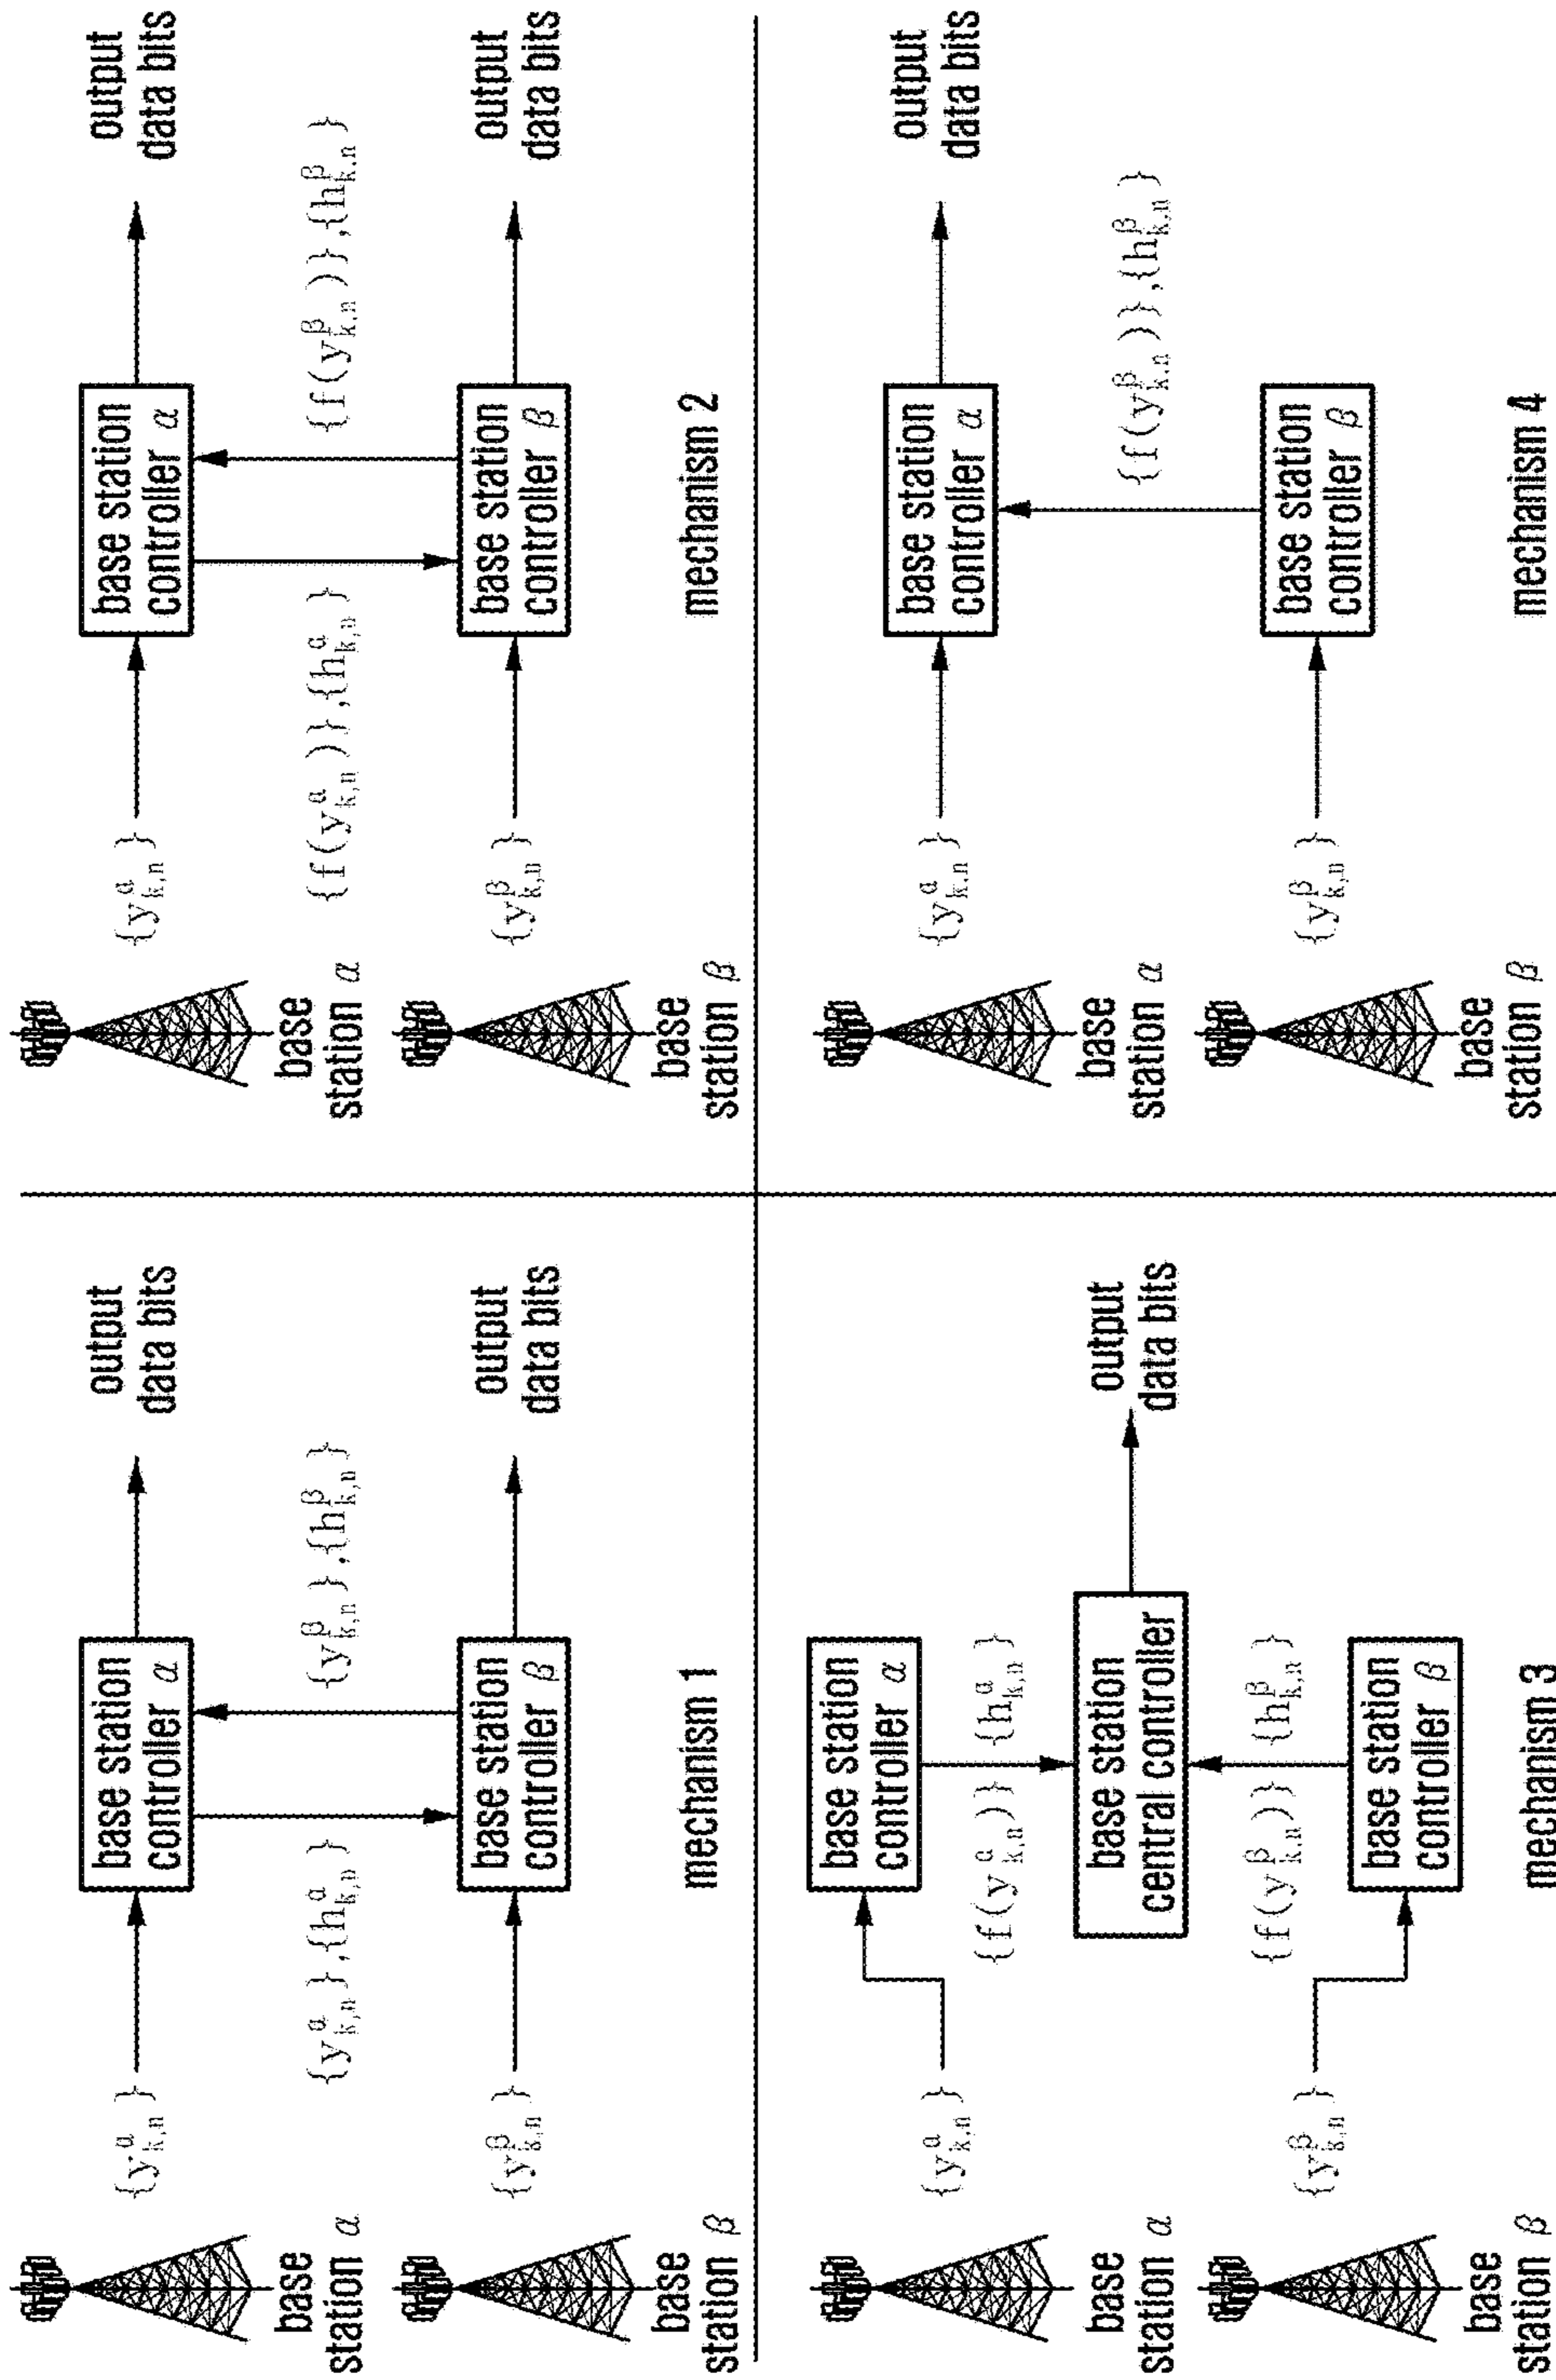 {y^α_{k,n}}
base station
controller α
output
data bits
base
station α
{y^α_{k,n}},{h^α_{k,n}}
{y^β_{k,n}},{h^β_{k,n}}
{y^β_{k,n}}
base station
controller β
output
data bits
base
station β
mechanism 1
{y^α_{k,n}}
base station
controller α
output
data bits
base
station α
{f(y^α_{k,n})},{h^α_{k,n}}
{f(y^β_{k,n})},{h^β_{k,n}}
{y^β_{k,n}}
base station
controller β
output
data bits
base
station β
mechanism 2
{y^α_{k,n}}
base station
controller α
base
station α
{f(y^α_{k,n})} {h^α_{k,n}}
base station
central controller
output
data bits
{f(y^β_{k,n})} {h^β_{k,n}}
{y^β_{k,n}}
base station
controller β
base
station β
mechanism 3
{y^α_{k,n}}
base station
controller α
output
data bits
base
station α
{f(y^β_{k,n})},{h^β_{k,n}}
{y^β_{k,n}}
base station
controller β
base
station β
mechanism 4